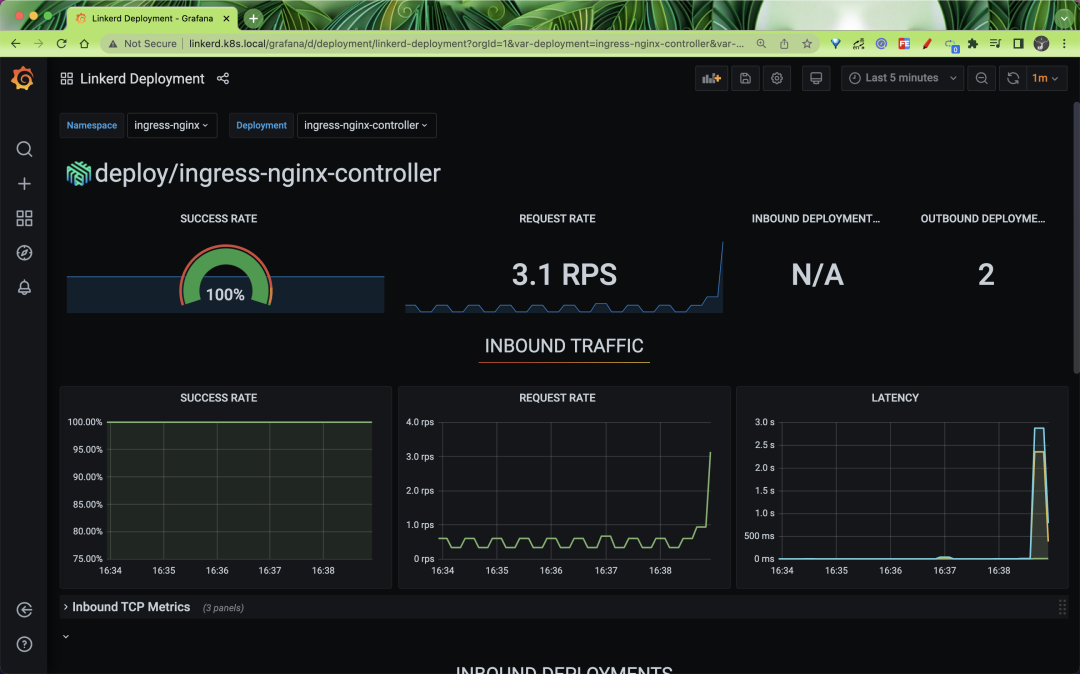 Linkerd Deployment - Grafana
Not Secure | linkerd.k8s.local/grafana/d/deployment/linkerd-deployment?orgId=1&var-deployment=ingress-nginx-controller&var-...
FE
0
Linkerd Deployment
Last 5 minutes
1m
Namespace
ingress-nginx
Deployment
ingress-nginx-controller
deploy/ingress-nginx-controller
SUCCESS RATE
REQUEST RATE
INBOUND DEPLOYMENT...
OUTBOUND DEPLOYME...
100%
3.1 RPS
N/A
2
INBOUND TRAFFIC
SUCCESS RATE
100.00%
95.00%
90.00%
85.00%
80.00%
75.00%
16:34 16:35 16:36 16:37 16:38
REQUEST RATE
4.0 rps
3.0 rps
2.0 rps
1.0 rps
0 rps
16:34 16:35 16:36 16:37 16:38
LATENCY
3.0 s
2.5 s
2.0 s
1.5 s
1.0 s
500 ms
0 ms
16:34 16:35 16:36 16:37 16:38
Inbound TCP Metrics (3 panels)
INBOUND DEPLOYMENTS